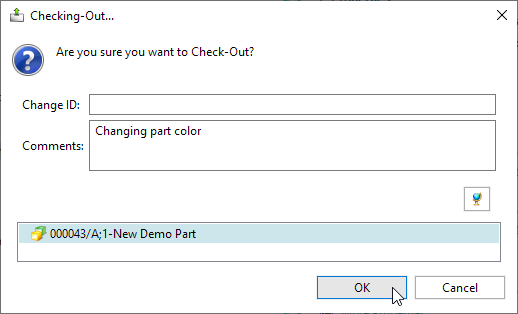 Checking-Out...
Are you sure you want to Check-Out?
Change ID:
Comments:
Changing part color
000043/A;1-New Demo Part
OK
Cancel